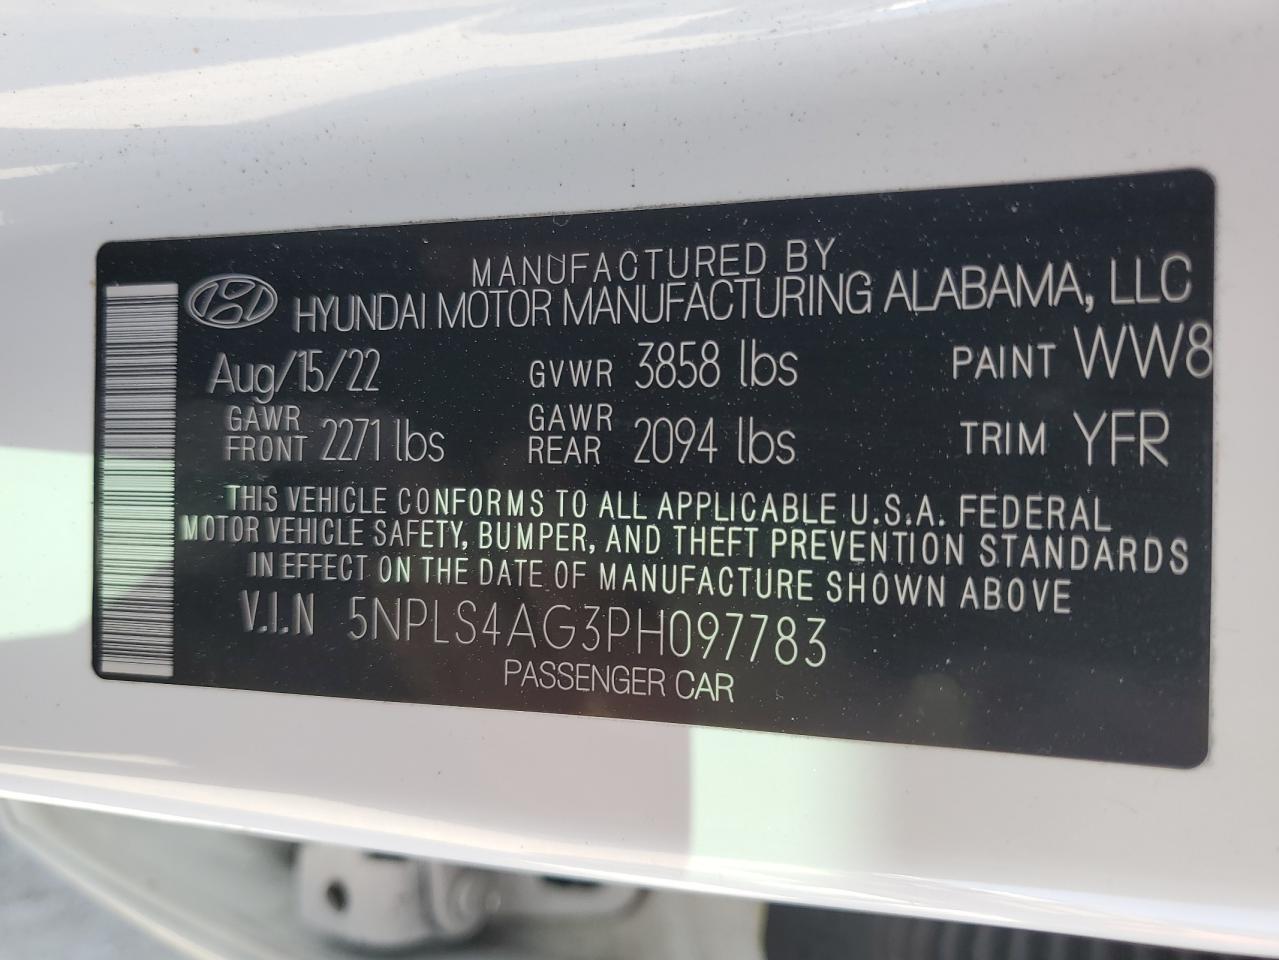 MANUFACTURED BY
HYUNDAI MOTOR MANUFACTURING ALABAMA, LLC
Aug/15/22 GVWR 3858 lbs PAINT WW8
GAWR FRONT 2271 lbs GAWR REAR 2094 lbs TRIM YFR
THIS VEHICLE CONFORMS TO ALL APPLICABLE U.S.A. FEDERAL
MOTOR VEHICLE SAFETY, BUMPER, AND THEFT PREVENTION STANDARDS
IN EFFECT ON THE DATE OF MANUFACTURE SHOWN ABOVE
V.I.N 5NPLS4AG3PH097783
PASSENGER CAR